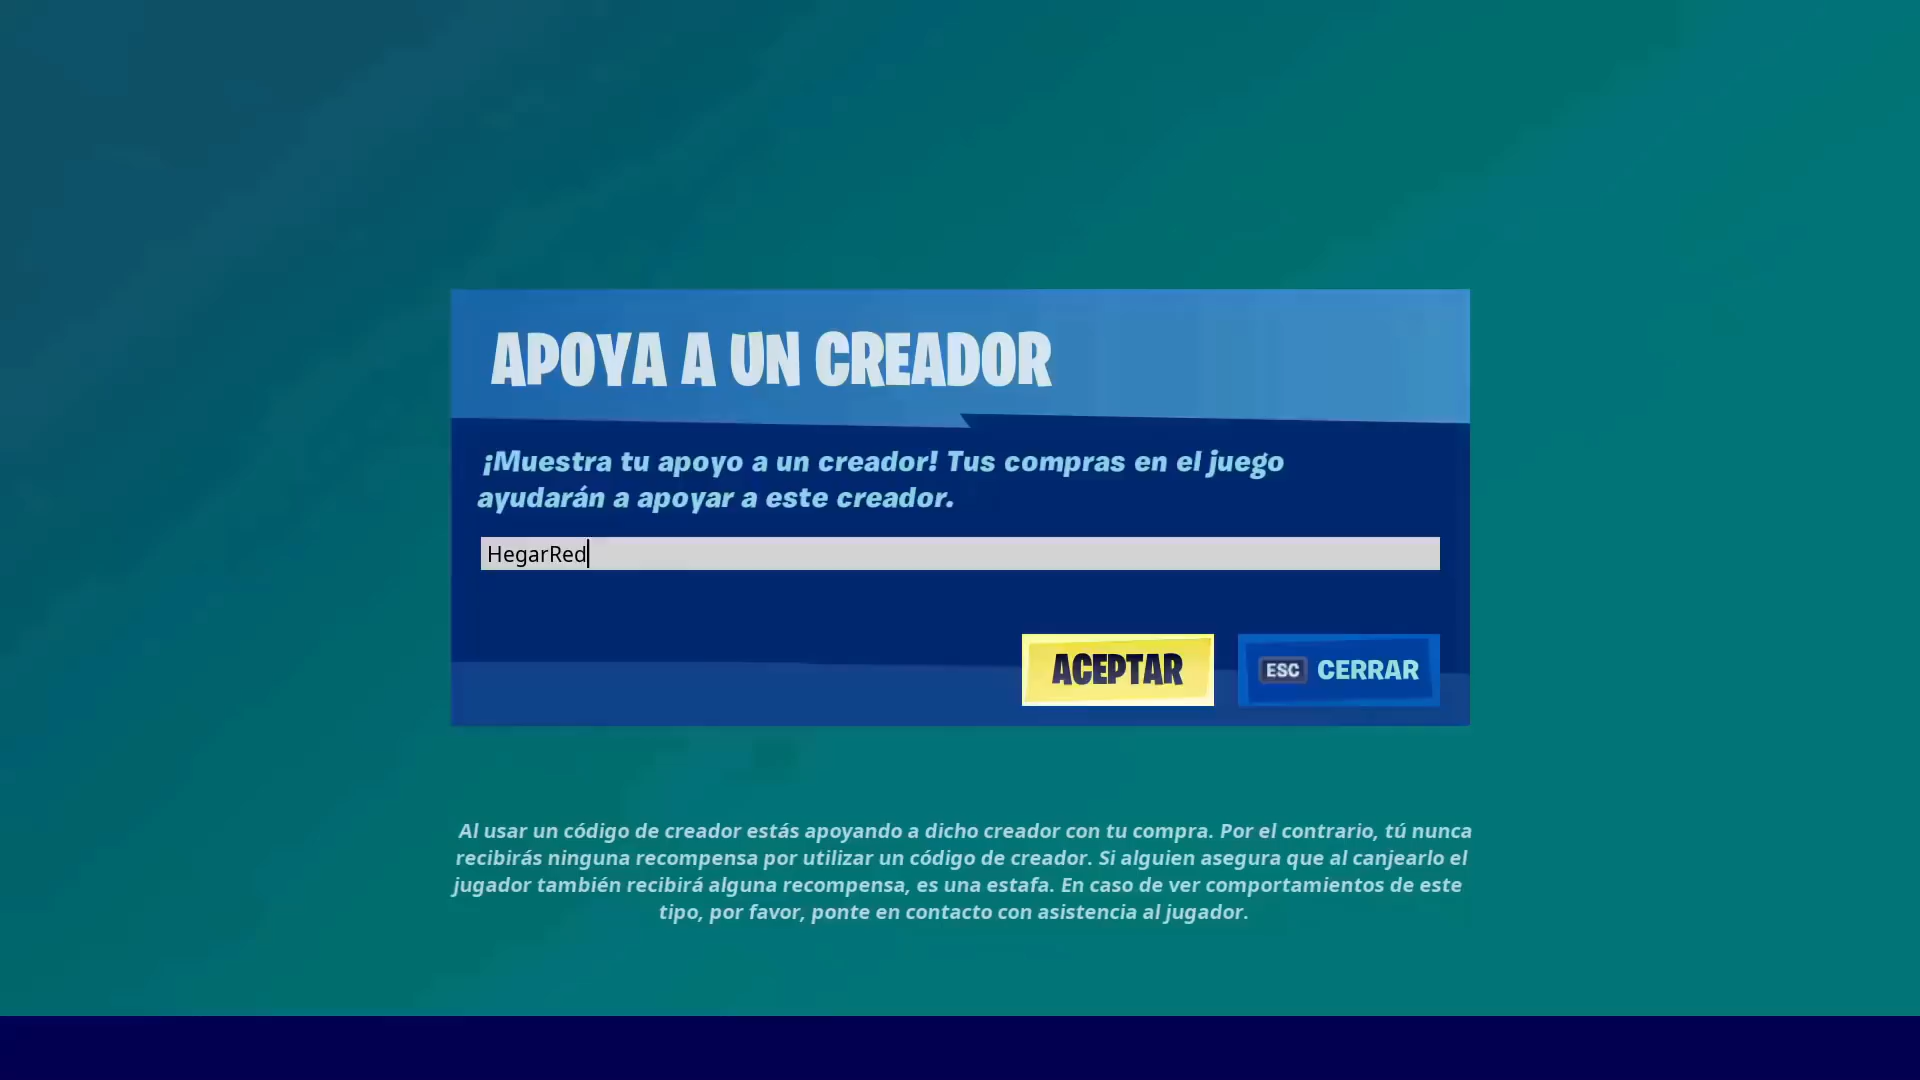 APOYA A UN CREADOR
¡Muestra tu apoyo a un creador! Tus compras en el juego
ayudarán a apoyar a este creador.
HegarRed
ACEPTAR
ESC CERRAR
Al usar un código de creador estás apoyando a dicho creador con tu compra. Por el contrario, tú nunca
recibirás ninguna recompensa por utilizar un código de creador. Si alguien asegura que al canjearlo el
jugador también recibirá alguna recompensa, es una estafa. En caso de ver comportamientos de este
tipo, por favor, ponte en contacto con asistencia al jugador.